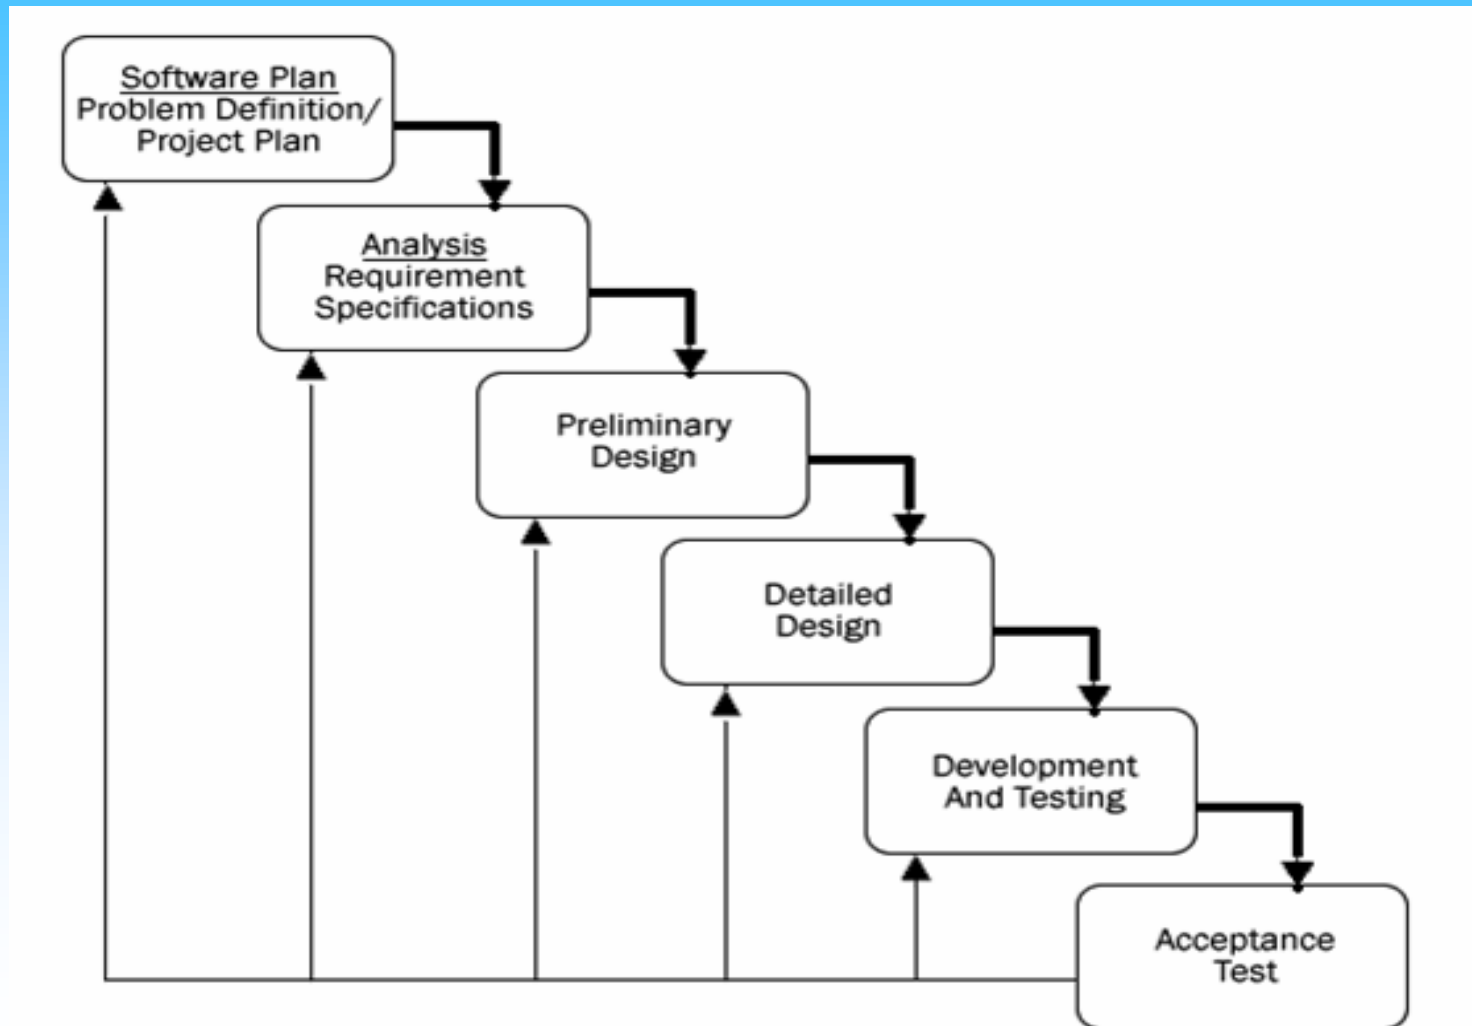 Software Plan
Problem Definition/
Project Plan
Analysis
Requirement
Specifications
Preliminary
Design
Detailed
Design
Development
And Testing
Acceptance
Test